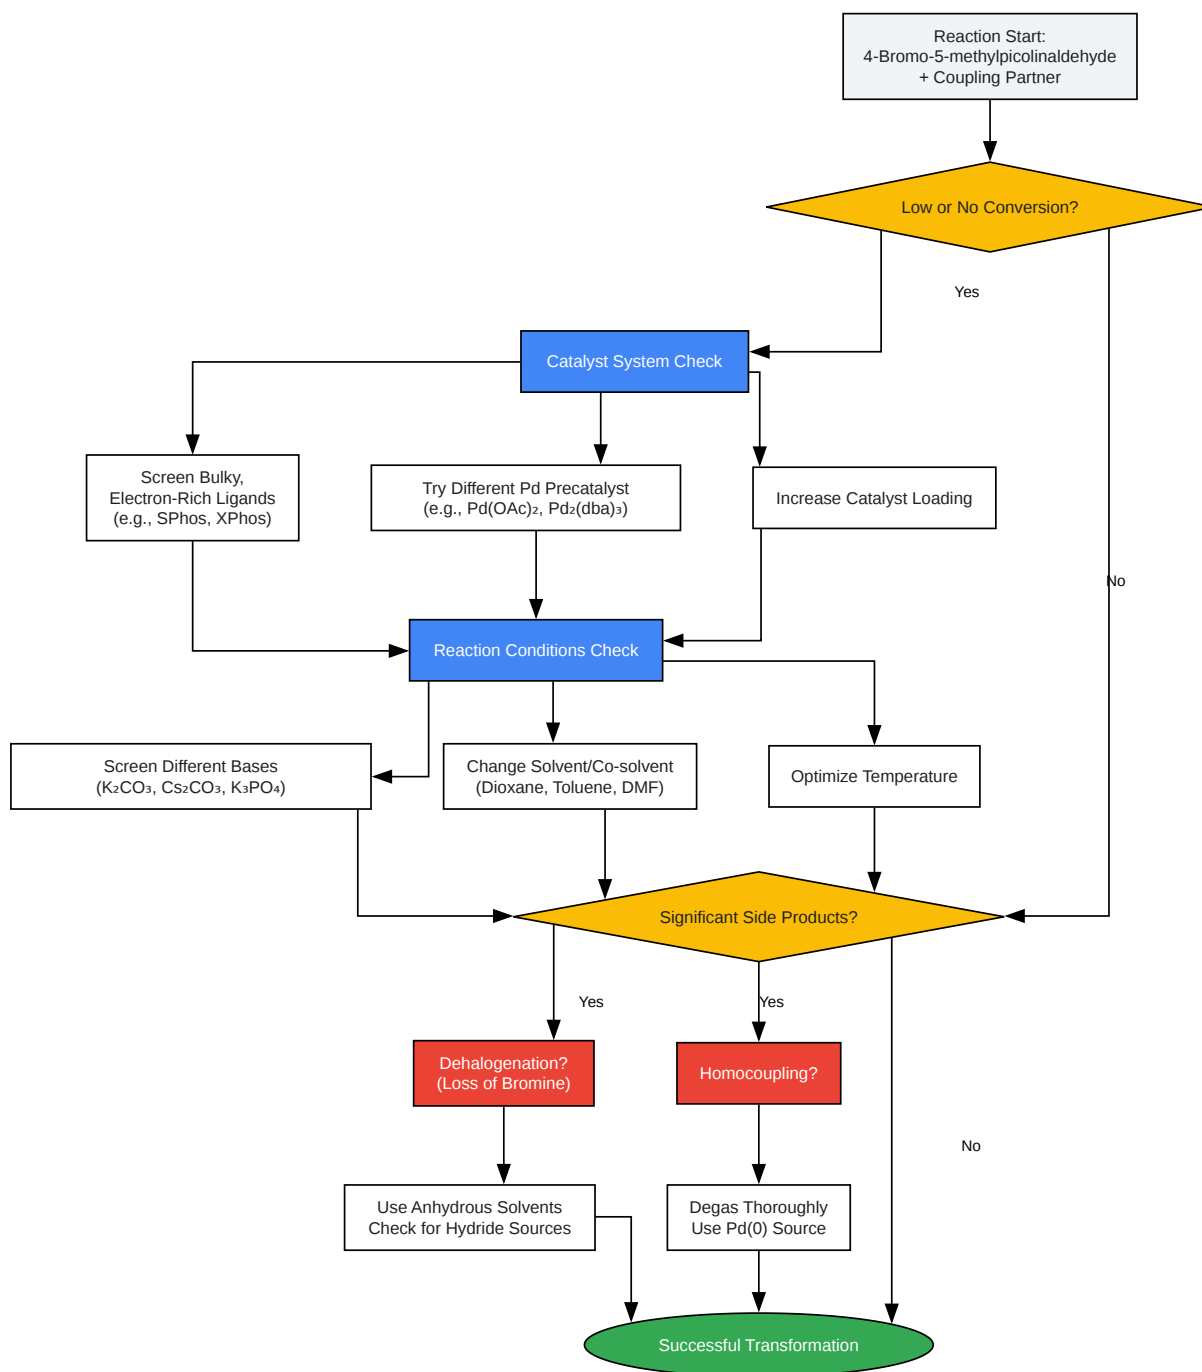 Reaction Start:
4-Bromo-5-methylpicolinaldehyde
+ Coupling Partner
Low or No Conversion?
Yes
Catalyst System Check
Screen Bulky,
Electron-Rich Ligands
(e.g., SPhos, XPhos)
Try Different Pd Precatalyst
(e.g., Pd(OAc)₂, Pd₂(dba)₃)
Increase Catalyst Loading
No
Reaction Conditions Check
Screen Different Bases
(K₂CO₃, Cs₂CO₃, K₃PO₄)
Change Solvent/Co-solvent
(Dioxane, Toluene, DMF)
Optimize Temperature
Significant Side Products?
Yes
Yes
Dehalogenation?
(Loss of Bromine)
Homocoupling?
No
Use Anhydrous Solvents
Check for Hydride Sources
Degas Thoroughly
Use Pd(0) Source
Successful Transformation